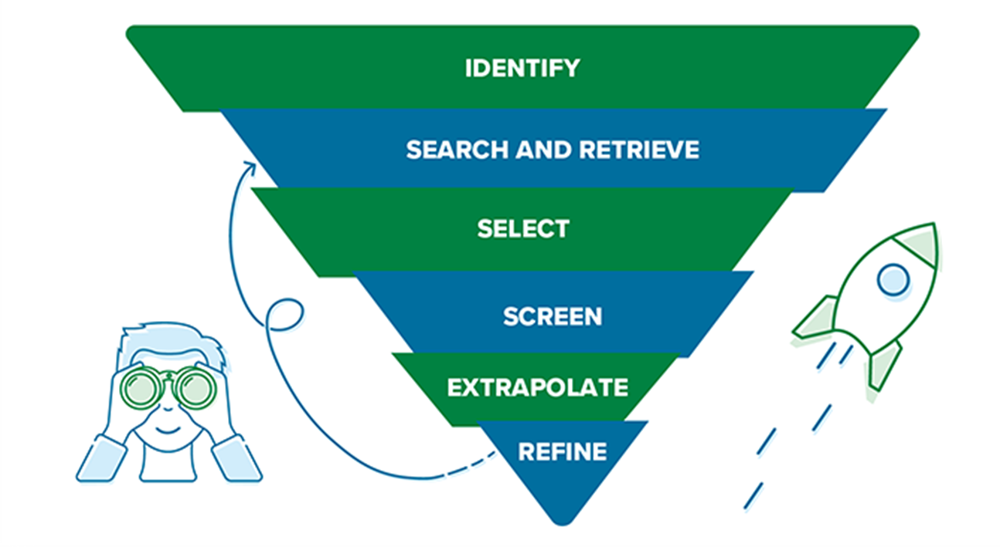 IDENTIFY
SEARCH AND RETRIEVE
SELECT
SCREEN
EXTRAPOLATE
REFINE